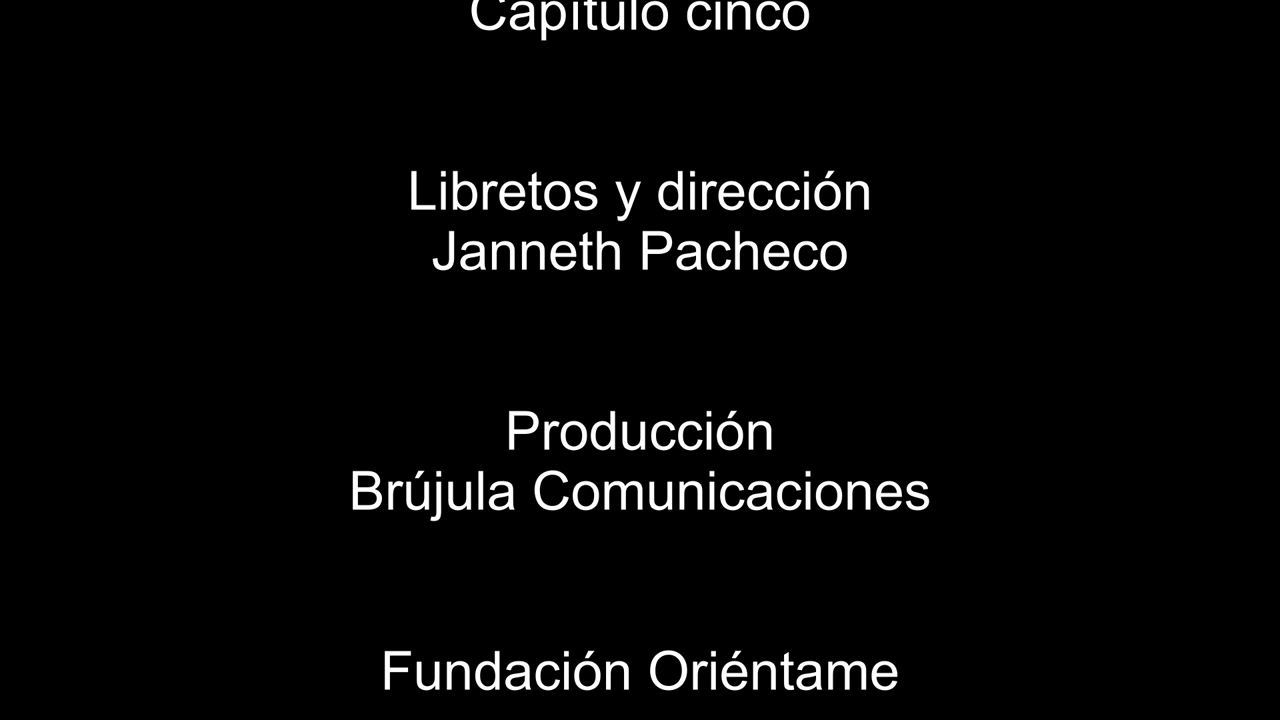 Capítulo cinco
Libretos y dirección
Janneth Pacheco
Producción
Brújula Comunicaciones
Fundación Oriéntame